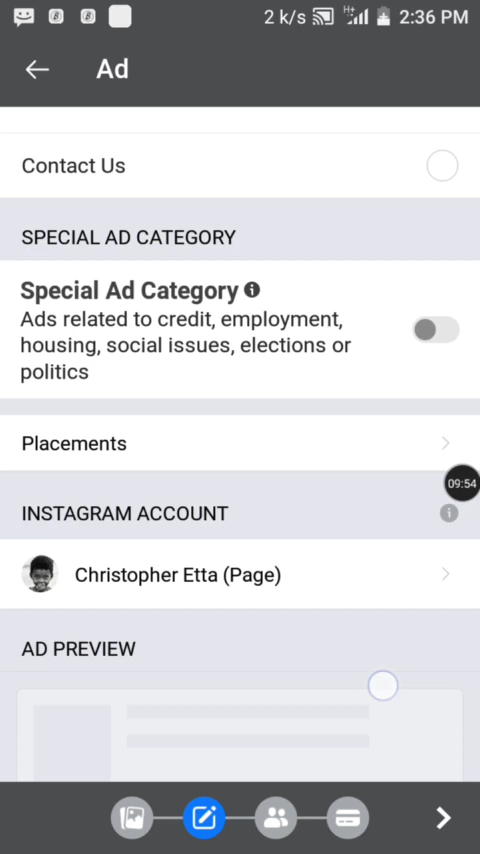 2 k/s H+ 2:36 PM
Ad
Contact Us
SPECIAL AD CATEGORY
Special Ad Category
Ads related to credit, employment,
housing, social issues, elections or
politics
Placements
09:54
INSTAGRAM ACCOUNT
Christopher Etta (Page)
AD PREVIEW